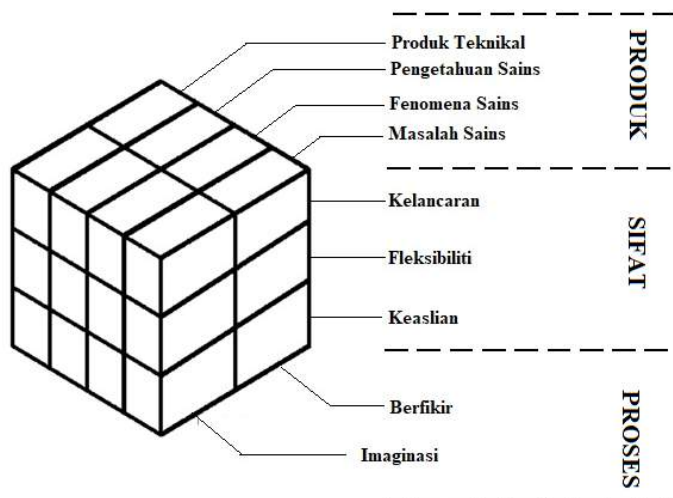 Produk Teknikal
Pengetahuan Sains
Fenomena Sains
Masalah Sains
PRODUK
Kelancaran
Fleksibiliti
Keaslian
SIFAT
Berfikir
Imaginasi
PROSES